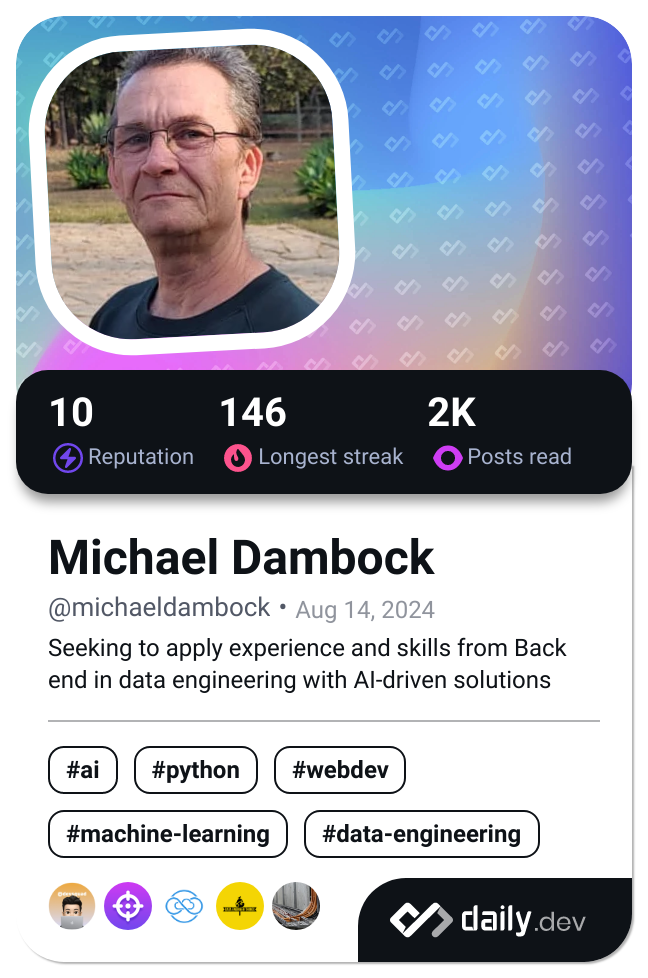 10 146 2K
Reputation Longest streak Posts read
Michael Dambock
@michaeldambock • Aug 14, 2024
Seeking to apply experience and skills from Back
end in data engineering with AI-driven solutions
#ai #python #webdev
#machine-learning #data-engineering
daily.dev